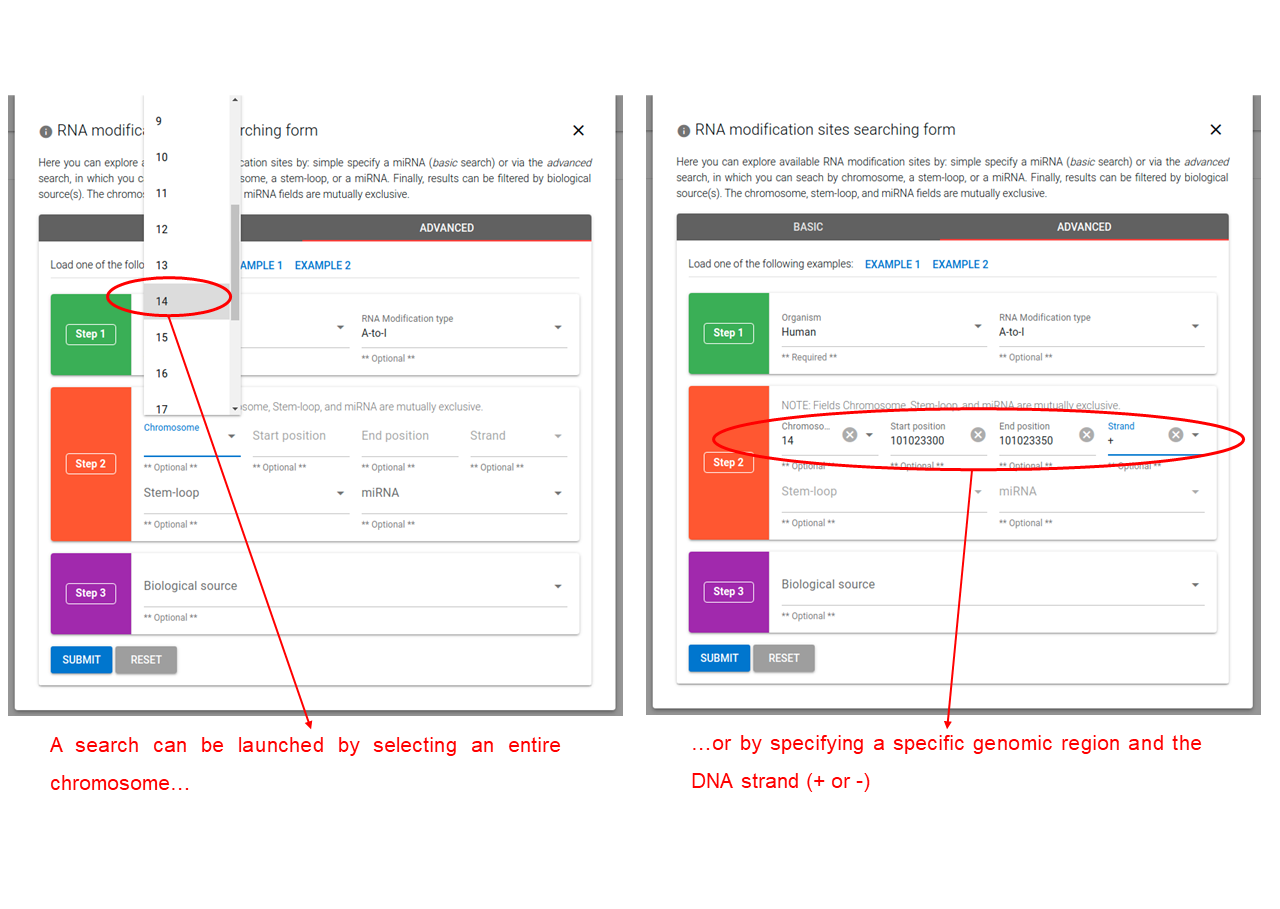 9
10
11
12
13
14
15
16
17
RNA modific rching form
Here you can explore a cation sites by: simple specify a miRNA (basic search) or via the advanced
search, in which you c some, a stem-loop, or a miRNA. Finally, results can be filtered by biological
source(s). The chromo miRNA fields are mutually exclusive.
ADVANCED
Load one of the follo AMPLE 1 EXAMPLE 2
Step 1
RNA Modification type
A-to-I
** Optional **
Step 2
some, Stem-loop, and miRNA are mutually exclusive.
Chromosome
Start position
End position
Strand
** Optional ** ** Optional ** ** Optional ** ** Optional **
Stem-loop
miRNA
** Optional ** ** Optional **
Step 3
Biological source
** Optional **
SUBMIT RESET
A search can be launched by selecting an entire
chromosome…
RNA modification sites searching form
Here you can explore available RNA modification sites by: simple specify a miRNA (basic search) or via the advanced
search, in which you can seach by chromosome, a stem-loop, or a miRNA. Finally, results can be filtered by biological
source(s). The chromosome, stem-loop, and miRNA fields are mutually exclusive.
BASIC ADVANCED
Load one of the following examples: EXAMPLE 1 EXAMPLE 2
Step 1
Organism
Human
** Required **
RNA Modification type
A-to-I
** Optional **
Step 2
NOTE: Fields Chromosome, Stem-loop, and miRNA are mutually exclusive.
Chromoso... Start position End position Strand
14 101023300 101023350 +
** Optional ** ** Optional ** ** Optional ** ** Optional **
Stem-loop miRNA
** Optional ** ** Optional **
Step 3
Biological source
** Optional **
SUBMIT RESET
…or by specifying a specific genomic region and the
DNA strand (+ or -)